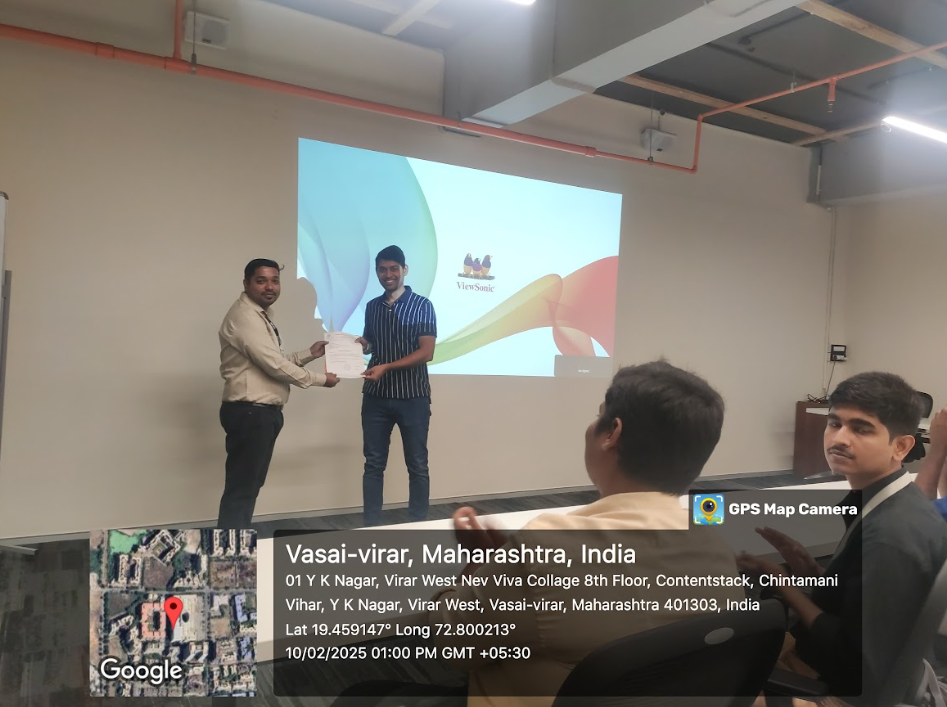 ViewSonic
GPS Map Camera
Vasai-virar, Maharashtra, India
01 Y K Nagar, Virar West Nev Viva Collage 8th Floor, Contentstack, Chintamani
Vihar, Y K Nagar, Virar West, Vasai-virar, Maharashtra 401303, India
Lat 19.459147° Long 72.800213°
10/02/2025 01:00 PM GMT +05:30
Google